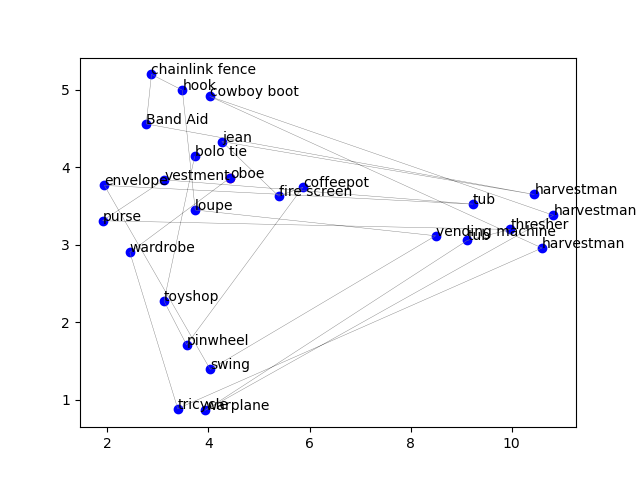 chainlink fence
hook
cowboy boot
Band Aid
jean
bolo tie
envelope
vestment
oboe
coffeepot
fire screen
harvestman
tub
harvestman
loupe
purse
thresher
vending machine
tub
harvestman
wardrobe
toyshop
pinwheel
swing
tricycle
warplane
5
4
3
2
1
2
4
6
8
10